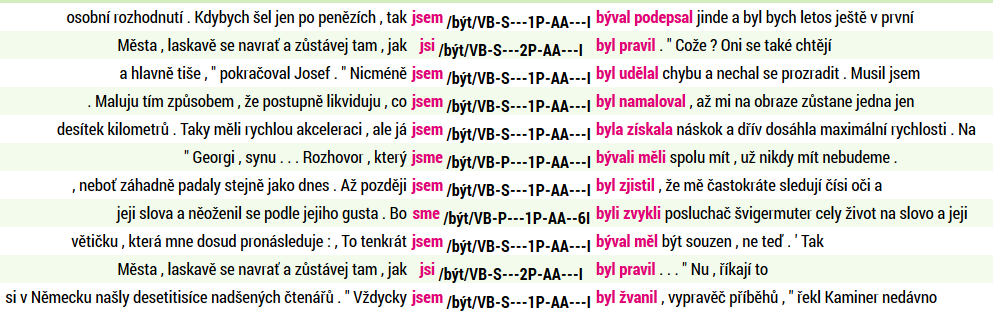 osobní rozhodnutí . Kdybych šel jen po penězích , tak jsem /být/VB-S---1P-AA---I býval podepsal jinde a byl bych letos ještě v první
Města , laskavě se navrať a zůstávej tam , jak jsi /být/VB-S---2P-AA---I byl pravil . " Cože ? Oni se také chtějí
a hlavně tiše , " pokračoval Josef . " Nicméně jsem /být/VB-S---1P-AA---I byl udělal chybu a nechal se prozradit . Musil jsem
. Maluju tím způsobem , že postupně likviduju , co jsem /být/VB-S---1P-AA---I byl namaloval , až mi na obraze zůstane jedna jen
desítek kilometrů . Taky měli rychlou akceleraci , ale já jsem /být/VB-S---1P-AA---I byla získala náskok a dřív dosáhla maximální rychlosti . Na
" Georgi , synu . . . Rozhovor , který jsme /být/VB-P---1P-AA---I bývali měli spolu mít , už nikdy mít nebudeme .
, neboť záhadně padaly stejně jako dnes . Až později jsem /být/VB-S---1P-AA---I byl zjistil , že mě častokráte sledují čísi oči a
jeji slova a něoženil se podle jejiho gusta . Bo sme /být/VB-P---1P-AA--6I byli zvykli posluchač švigermuter cely život na slovo a jeji
větičku , která mne dosud pronásleduje : , To tenkrát jsem /být/VB-S---1P-AA---I býval měl být souzen , ne teď . ' Tak
Města , laskavě se navrať a zůstávej tam , jak jsi /být/VB-S---2P-AA---I byl pravil . . . " Nu , říkají to
si v Německu našly desetitisíce nadšených čtenářů . " Vždycky jsem /být/VB-S---1P-AA---I byl žvanil , vypravěč příběhů , " řekl Kaminer nedávno